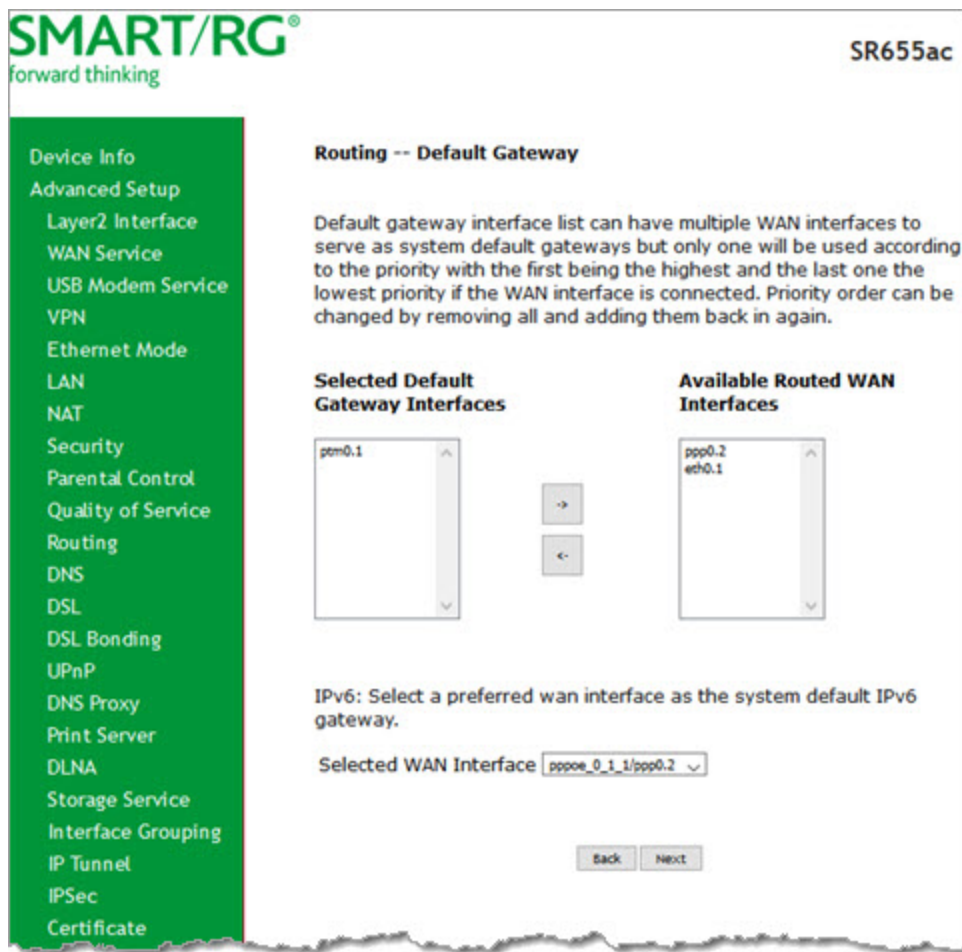 SMART/RG®
forward thinking
SR655ac
Device Info
Advanced Setup
Layer2 Interface
WAN Service
USB Modem Service
VPN
Ethernet Mode
LAN
NAT
Security
Parental Control
Quality of Service
Routing
DNS
DSL
DSL Bonding
UPnP
DNS Proxy
Print Server
DLNA
Storage Service
Interface Grouping
IP Tunnel
IPSec
Certificate
Routing -- Default Gateway
Default gateway interface list can have multiple WAN interfaces to
serve as system default gateways but only one will be used according
to the priority with the first being the highest and the last one the
lowest priority if the WAN interface is connected. Priority order can be
changed by removing all and adding them back in again.
Selected Default
Gateway Interfaces
ptm0.1
->
<-
Available Routed WAN
Interfaces
ppp0.2
eth0.1
IPv6: Select a preferred wan interface as the system default IPv6
gateway.
Selected WAN Interface pppoe_0_1_1/ppp0.2
Back Next